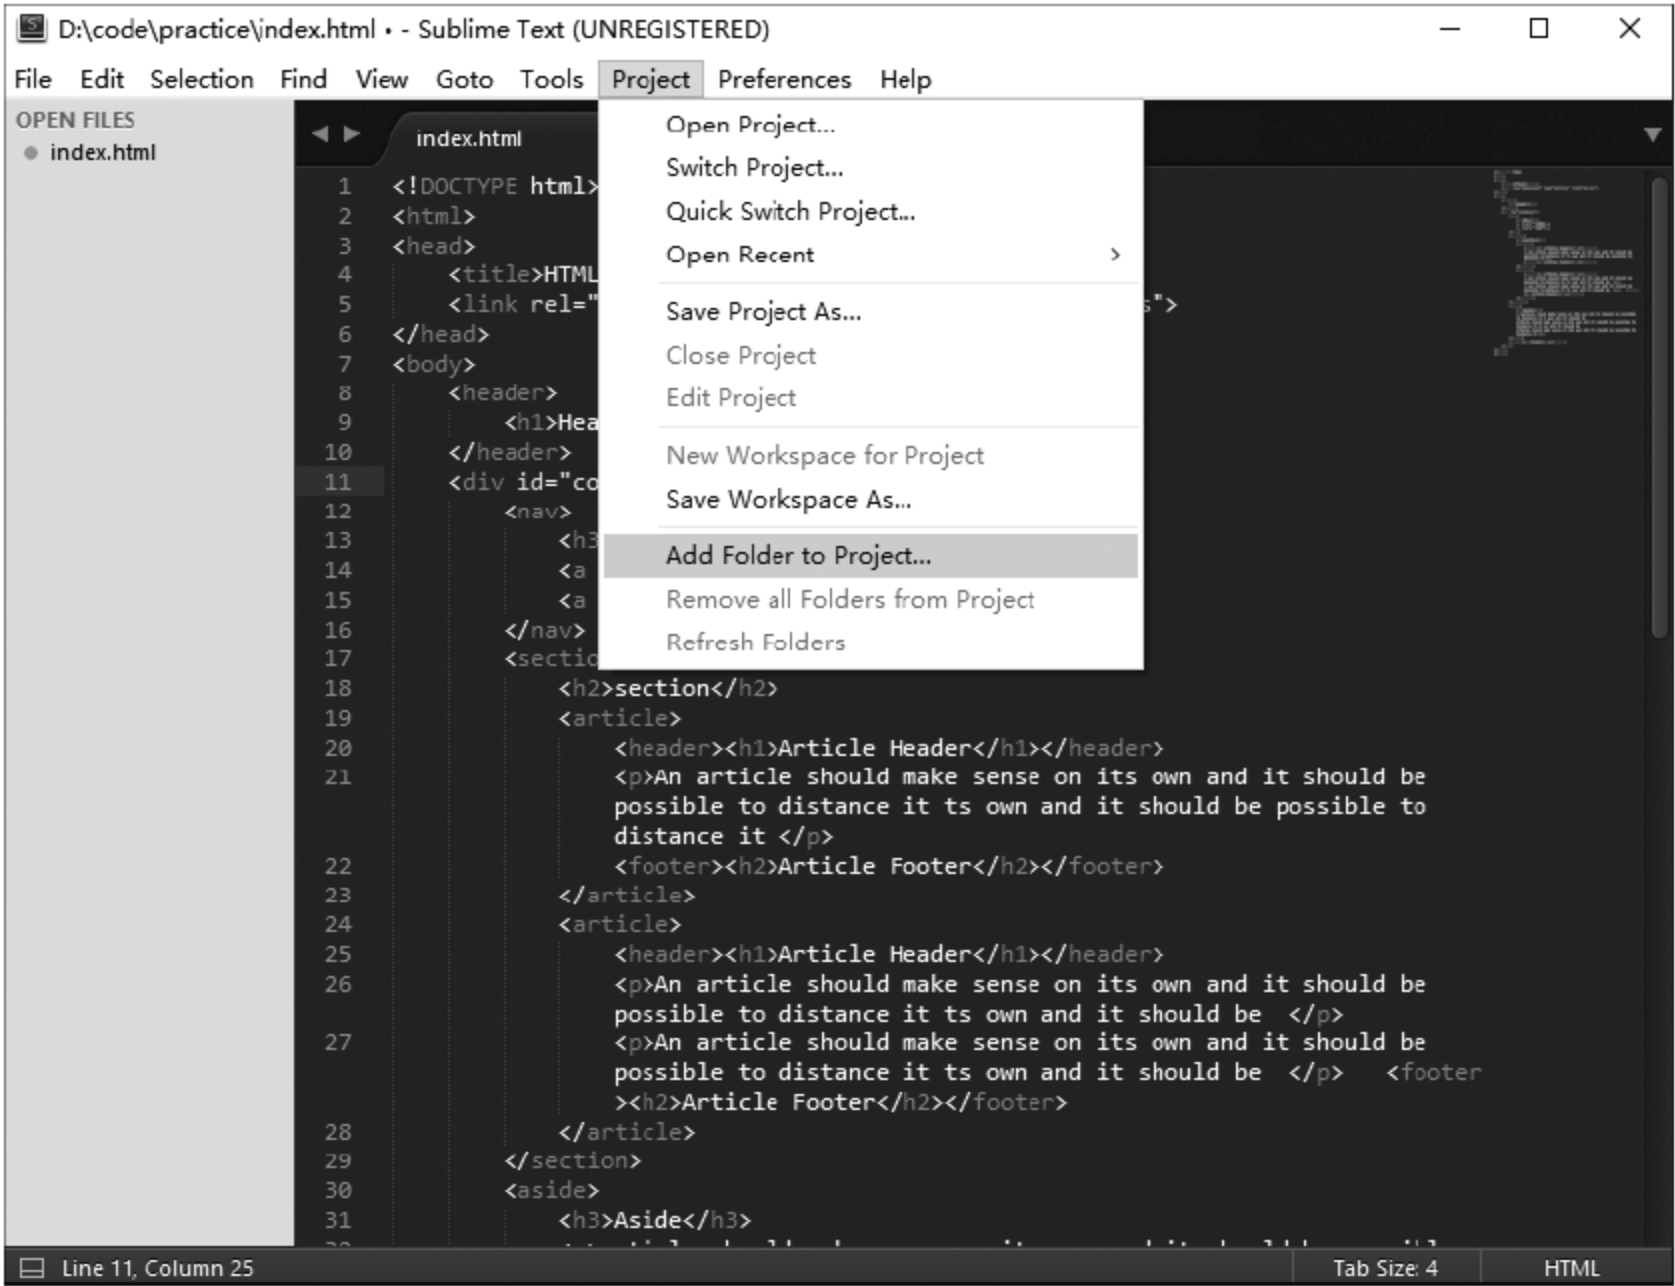 D:\code\practice\index.html • - Sublime Text (UNREGISTERED)
File Edit Selection Find View Goto Tools Project Preferences Help
OPEN FILES
index.html
index.html
Open Project...
Switch Project...
Quick Switch Project...
Open Recent
Save Project As...
Close Project
Edit Project
New Workspace for Project
Save Workspace As...
Add Folder to Project...
Remove all Folders from Project
Refresh Folders
1 <!DOCTYPE html>
2 <html>
3 <head>
4 <title>HTML
5 <link rel=" s">
6 </head>
7 <body>
8 <header>
9 <h1>Hea
10 </header>
11 <div id="co
12 <nav>
13 <h3
14 <a
15 <a
16 </nav>
17 <sectio
18 <h2>section</h2>
19 <article>
20 <header><h1>Article Header</h1></header>
21 <p>An article should make sense on its own and it should be
possible to distance it ts own and it should be possible to
distance it </p>
22 <footer><h2>Article Footer</h2></footer>
23 </article>
24 <article>
25 <header><h1>Article Header</h1></header>
26 <p>An article should make sense on its own and it should be
possible to distance it ts own and it should be </p>
27 <p>An article should make sense on its own and it should be
possible to distance it ts own and it should be </p> <footer
><h2>Article Footer</h2></footer>
28 </article>
29 </section>
30 <aside>
31 <h3>Aside</h3>
Line 11, Column 25
Tab Size: 4
HTML